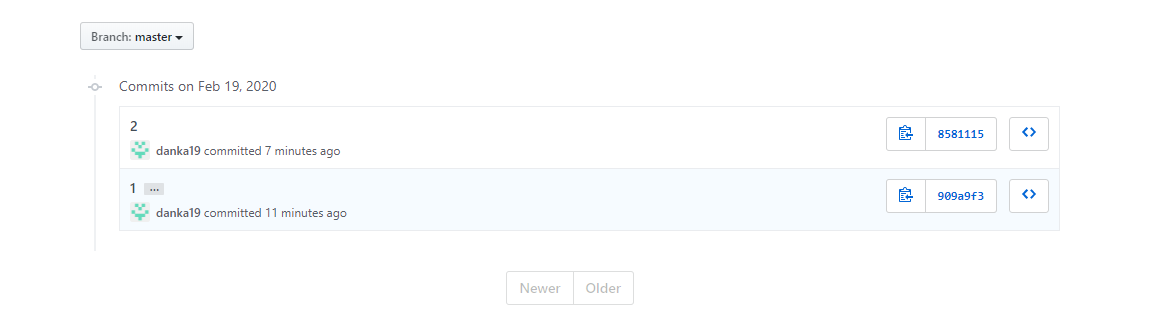 Branch: master
Commits on Feb 19, 2020
2
8581115
danka19 committed 7 minutes ago
1 ...
909a9f3
danka19 committed 11 minutes ago
Newer Older